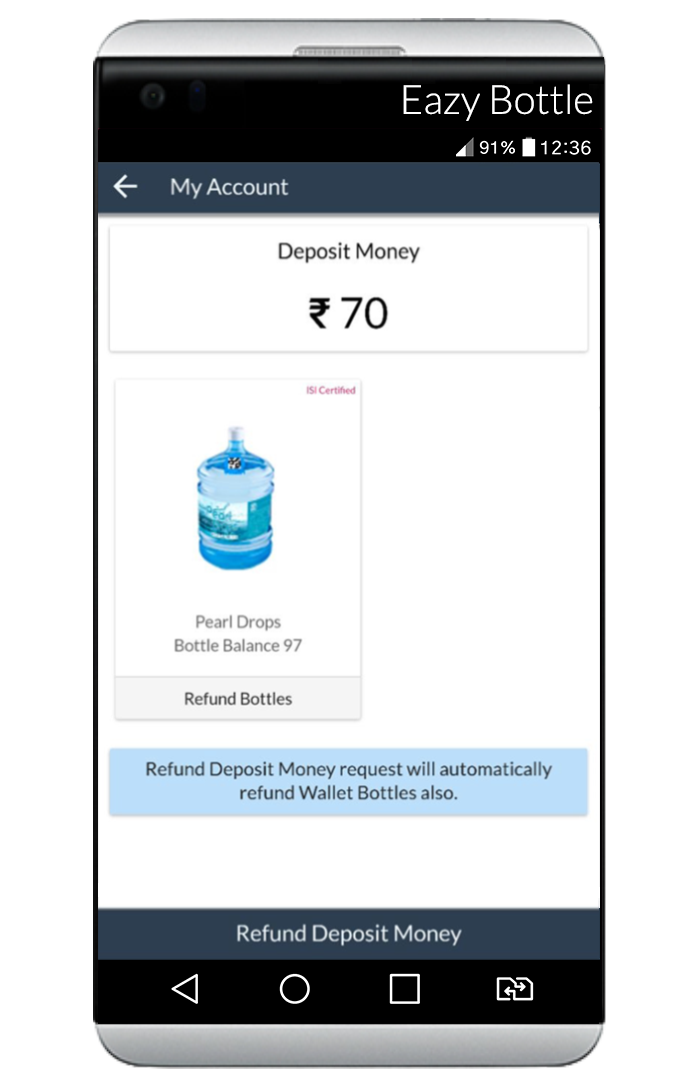 Eazy Bottle
91% 12:36
My Account
Deposit Money
₹ 70
ISI Certified
Pearl Drops
Bottle Balance 97
Refund Bottles
Refund Deposit Money request will automatically
refund Wallet Bottles also.
Refund Deposit Money